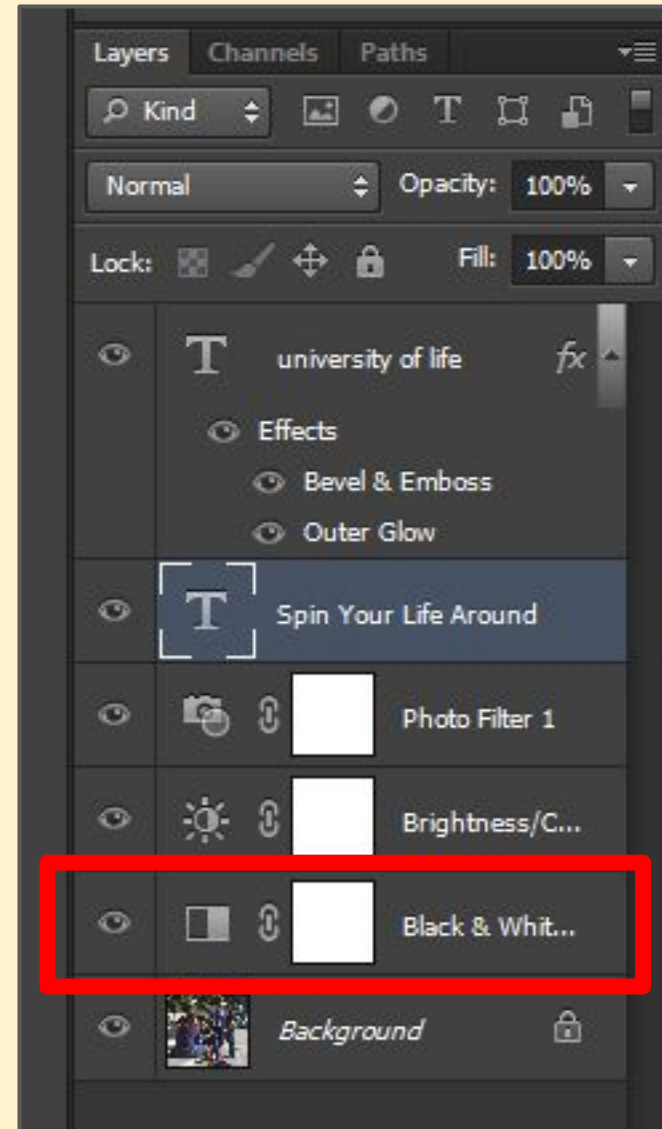 Layers Channels Paths
Kind T
Normal Opacity: 100%
Lock: Fill: 100%
T university of life fx
Effects
Bevel & Emboss
Outer Glow
T Spin Your Life Around
Photo Filter 1
Brightness/C...
Black & Whit...
Background